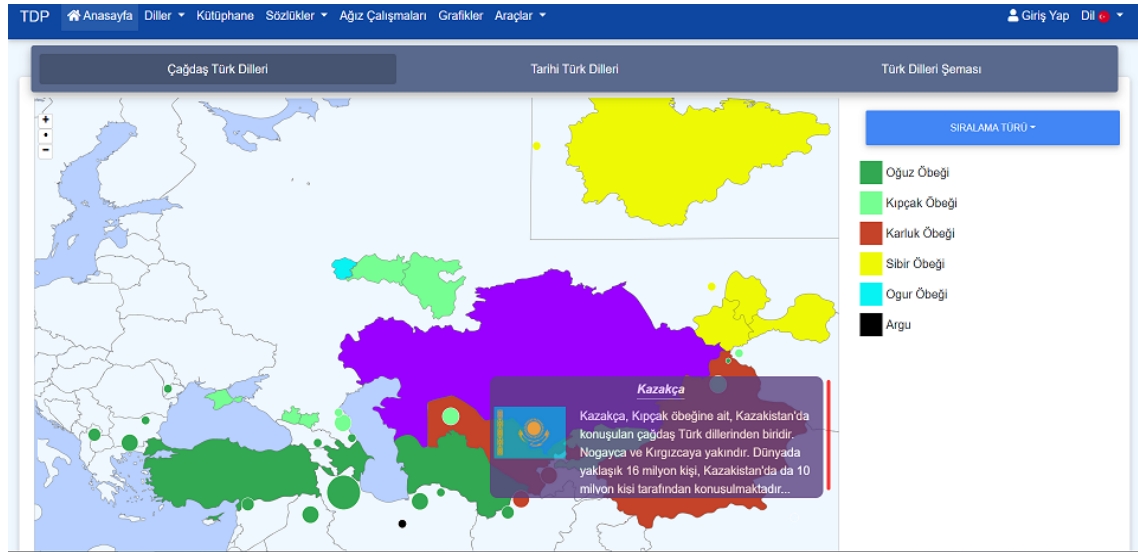 TDP Anasayfa Diller Kütüphane Sözlükler Ağız Çalışmaları Grafikler Araçlar Giriş Yap Dil
Çağdaş Türk Dilleri Tarihi Türk Dilleri Türk Dilleri Şeması
SIRALAMA TÜRÜ
Oğuz Öbeği
Kıpçak Öbeği
Karluk Öbeği
Sibir Öbeği
Ogur Öbeği
Argu
Kazakça
Kazakça, Kıpçak öbeğine ait, Kazakistan'da
konuşulan çağdaş Türk dillerinden biridir.
Nogayca ve Kırgızcaya yakındır. Dünyada
yaklaşık 16 milyon kişi, Kazakistan'da da 10
milyon kişi tarafından konuşulmaktadır...